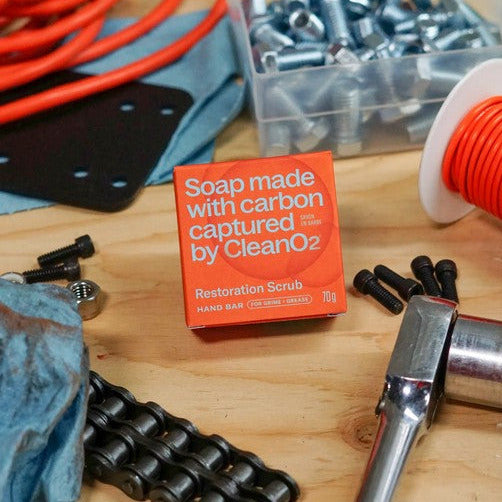 Soap made
with carbon
captured
by CleanO2
SAVON
EN BARRE
Restoration Scrub
HAND BAR FOR GRIME + GREASE 70g